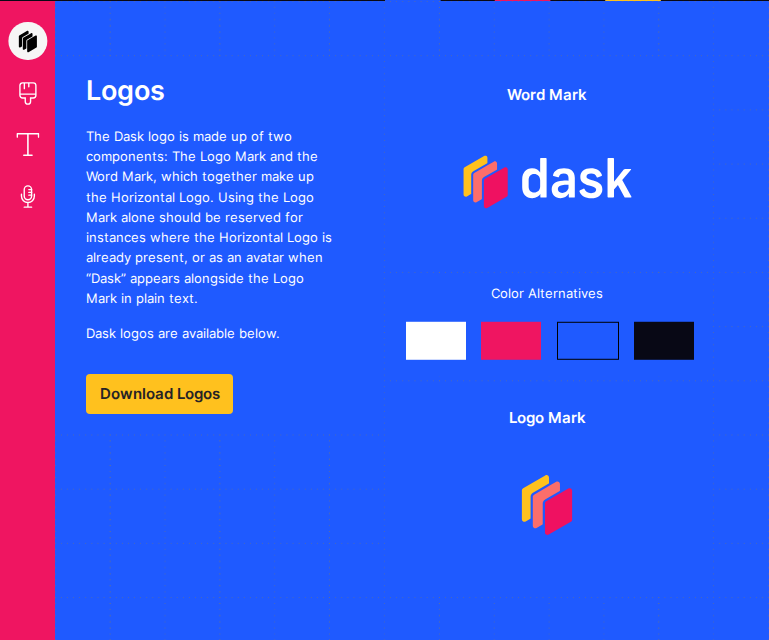 Logos
The Dask logo is made up of two
components: The Logo Mark and the
Word Mark, which together make up
the Horizontal Logo. Using the Logo
Mark alone should be reserved for
instances where the Horizontal Logo is
already present, or as an avatar when
“Dask” appears alongside the Logo
Mark in plain text.
Dask logos are available below.
Download Logos
Word Mark
dask
Color Alternatives
Logo Mark